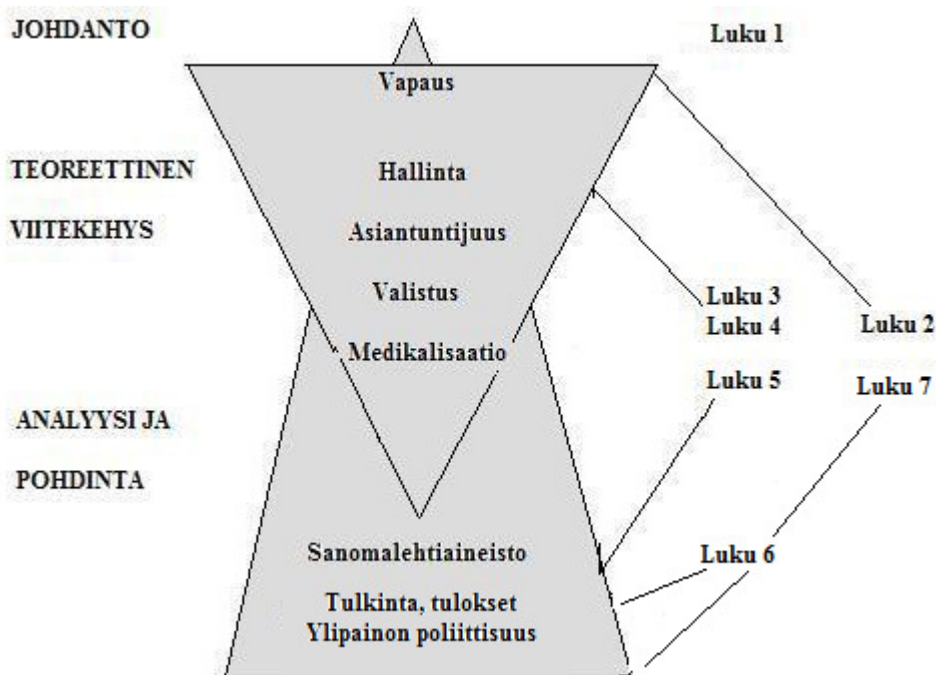 JOHDANTO
Luku 1
Vapaus
TEOREETTINEN
VIITEKEHYS
Hallinta
Asiantuntijuus
Valistus
Medikalisaatio
Luku 3
Luku 4
Luku 2
Luku 5
Luku 7
ANALYYSI JA
POHDINTA
Sanomalehtiaineisto
Luku 6
Tulkinta, tulokset
Ylipainon poliittisuus